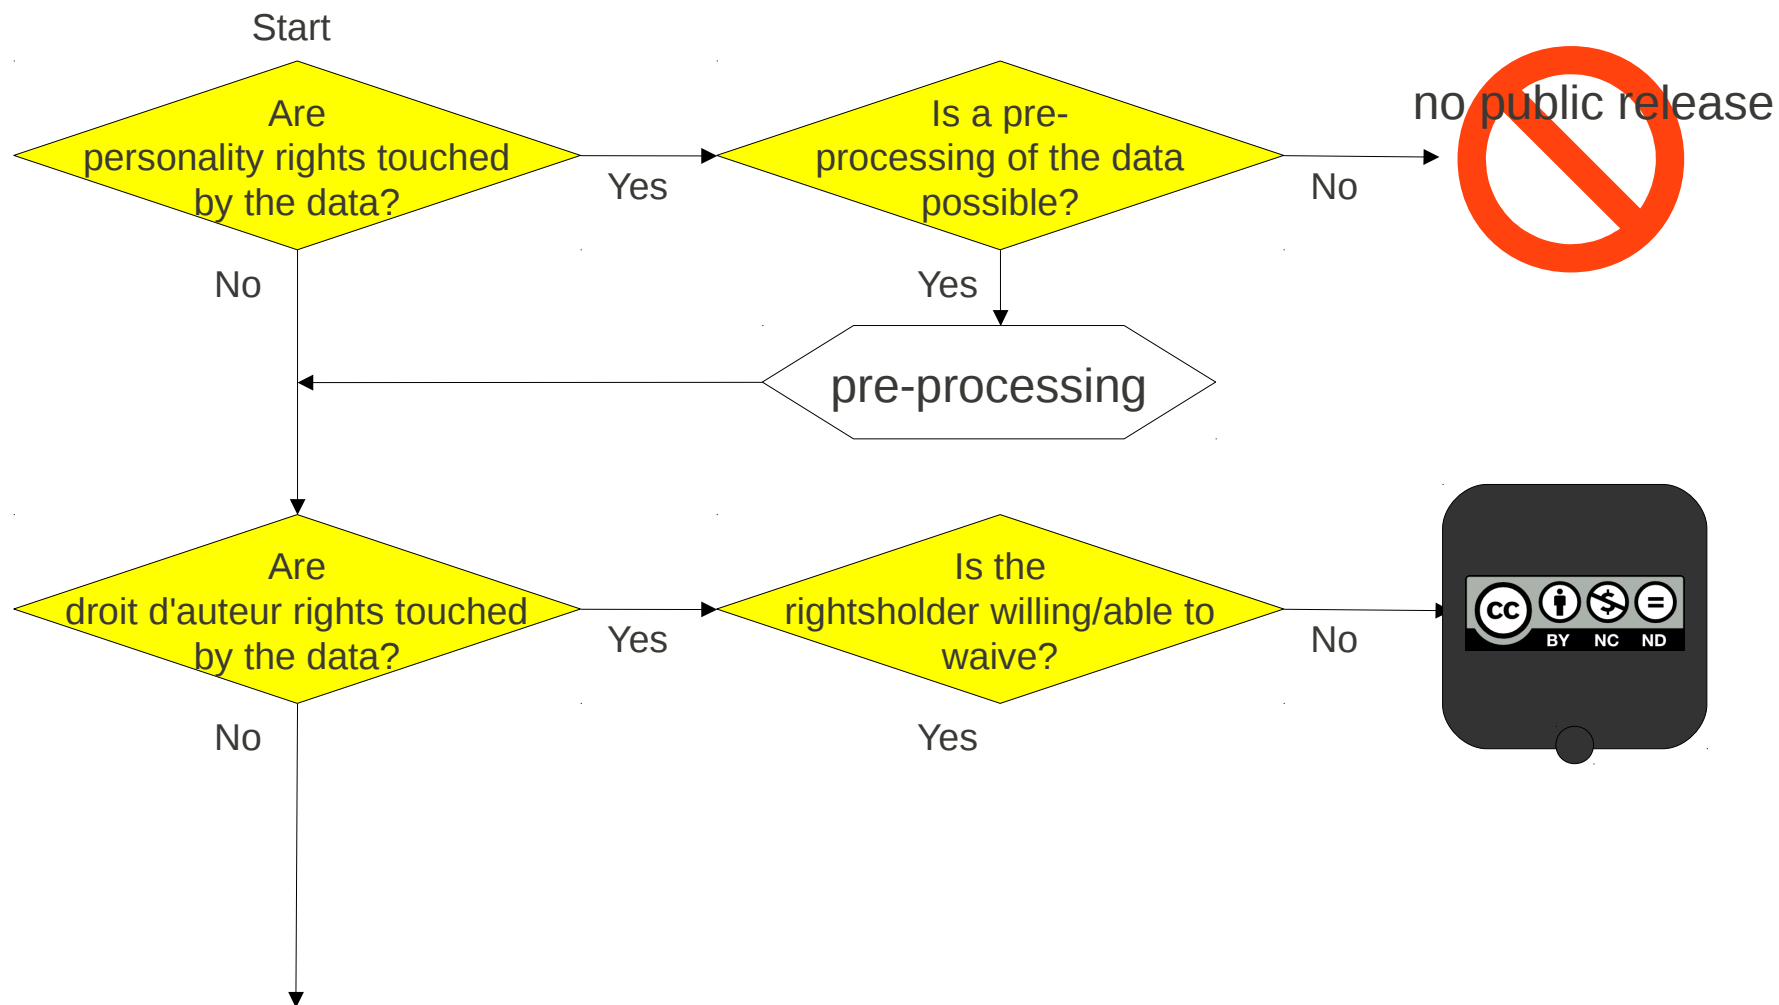 Start
Are
personality rights touched
by the data?
Yes
Is a pre-
processing of the data
possible?
No
no public release
No
Yes
pre-processing
Are
droit d'auteur rights touched
by the data?
Yes
Is the
rightsholder willing/able to
waive?
No
cc
BY NC ND
No
Yes